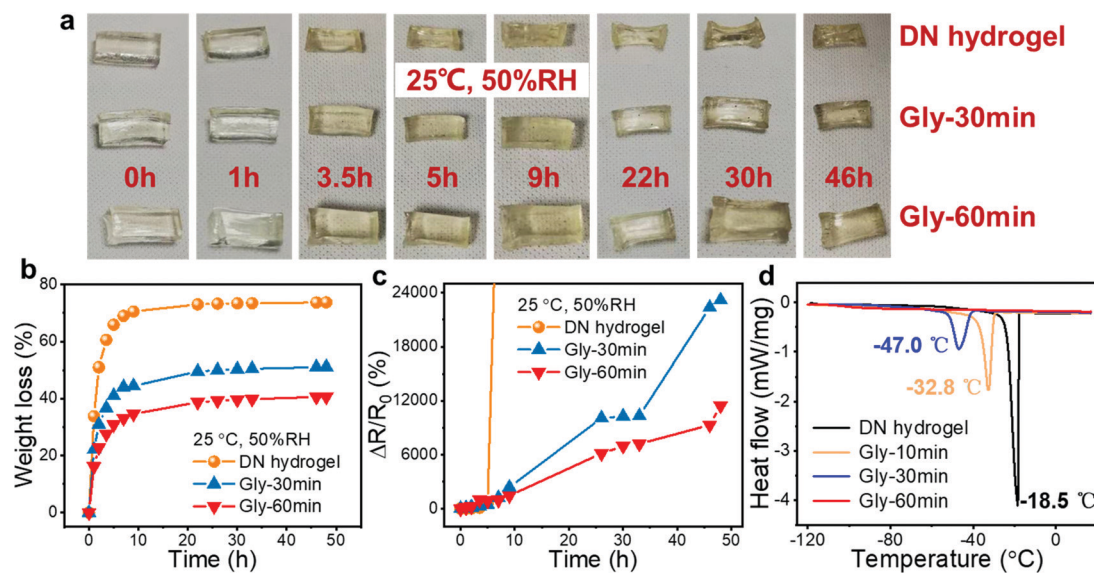 a
DN hydrogel
25℃, 50%RH
Gly-30min
0h 1h 3.5h 5h 9h 22h 30h 46h
Gly-60min
b
80
60
40
20
0
Weight loss (%)
25 °C, 50%RH
DN hydrogel
Gly-30min
Gly-60min
0 10 20 30 40 50
Time (h)
c
24000
18000
12000
6000
0
ΔR/R0 (%)
25 °C, 50%RH
DN hydrogel
Gly-30min
Gly-60min
0 10 20 30 40 50
Time (h)
d
0
-1
-2
-3
-4
Heat flow (mW/mg)
-47.0 ℃
-32.8 ℃
DN hydrogel
Gly-10min
Gly-30min
Gly-60min
-18.5 ℃
-120 -80 -40 0
Temperature (°C)